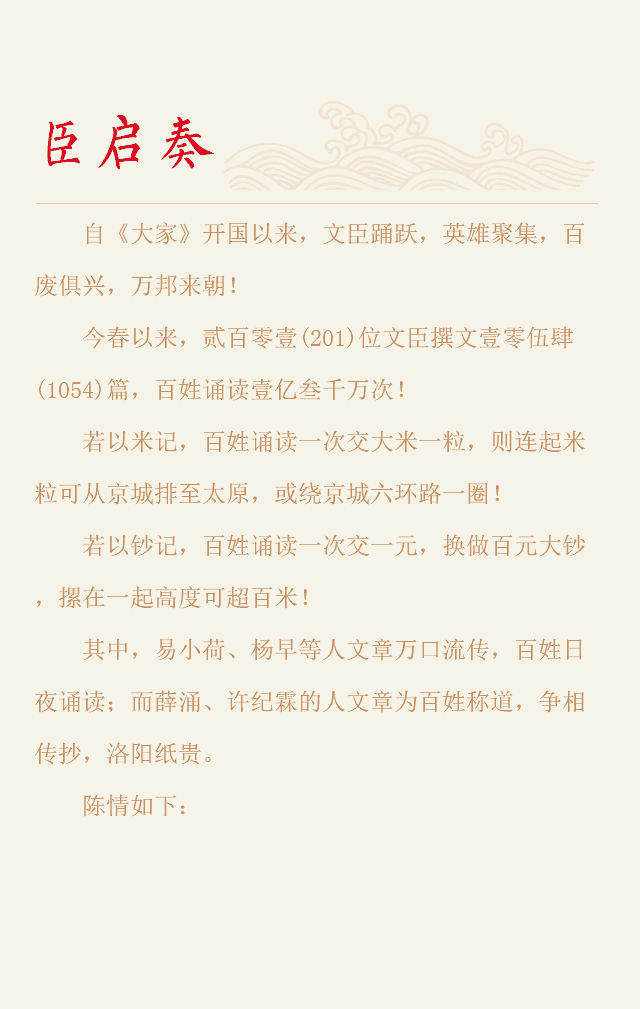 臣启奏
自《大家》开国以来，文臣踊跃，英雄聚集，百
废俱兴，万邦来朝！
今春以来，贰百零壹(201)位文臣撰文壹零伍肆
(1054)篇，百姓诵读壹亿叁千万次！
若以米记，百姓诵读一次交大米一粒，则连起米
粒可从京城排至太原，或绕京城六环路一圈！
若以钞记，百姓诵读一次交一元，换做百元大钞
，摞在一起高度可超百米！
其中，易小荷、杨早等人文章万口流传，百姓日
夜诵读；而薛涌、许纪霖的人文章为百姓称道，争相
传抄，洛阳纸贵。
陈情如下：